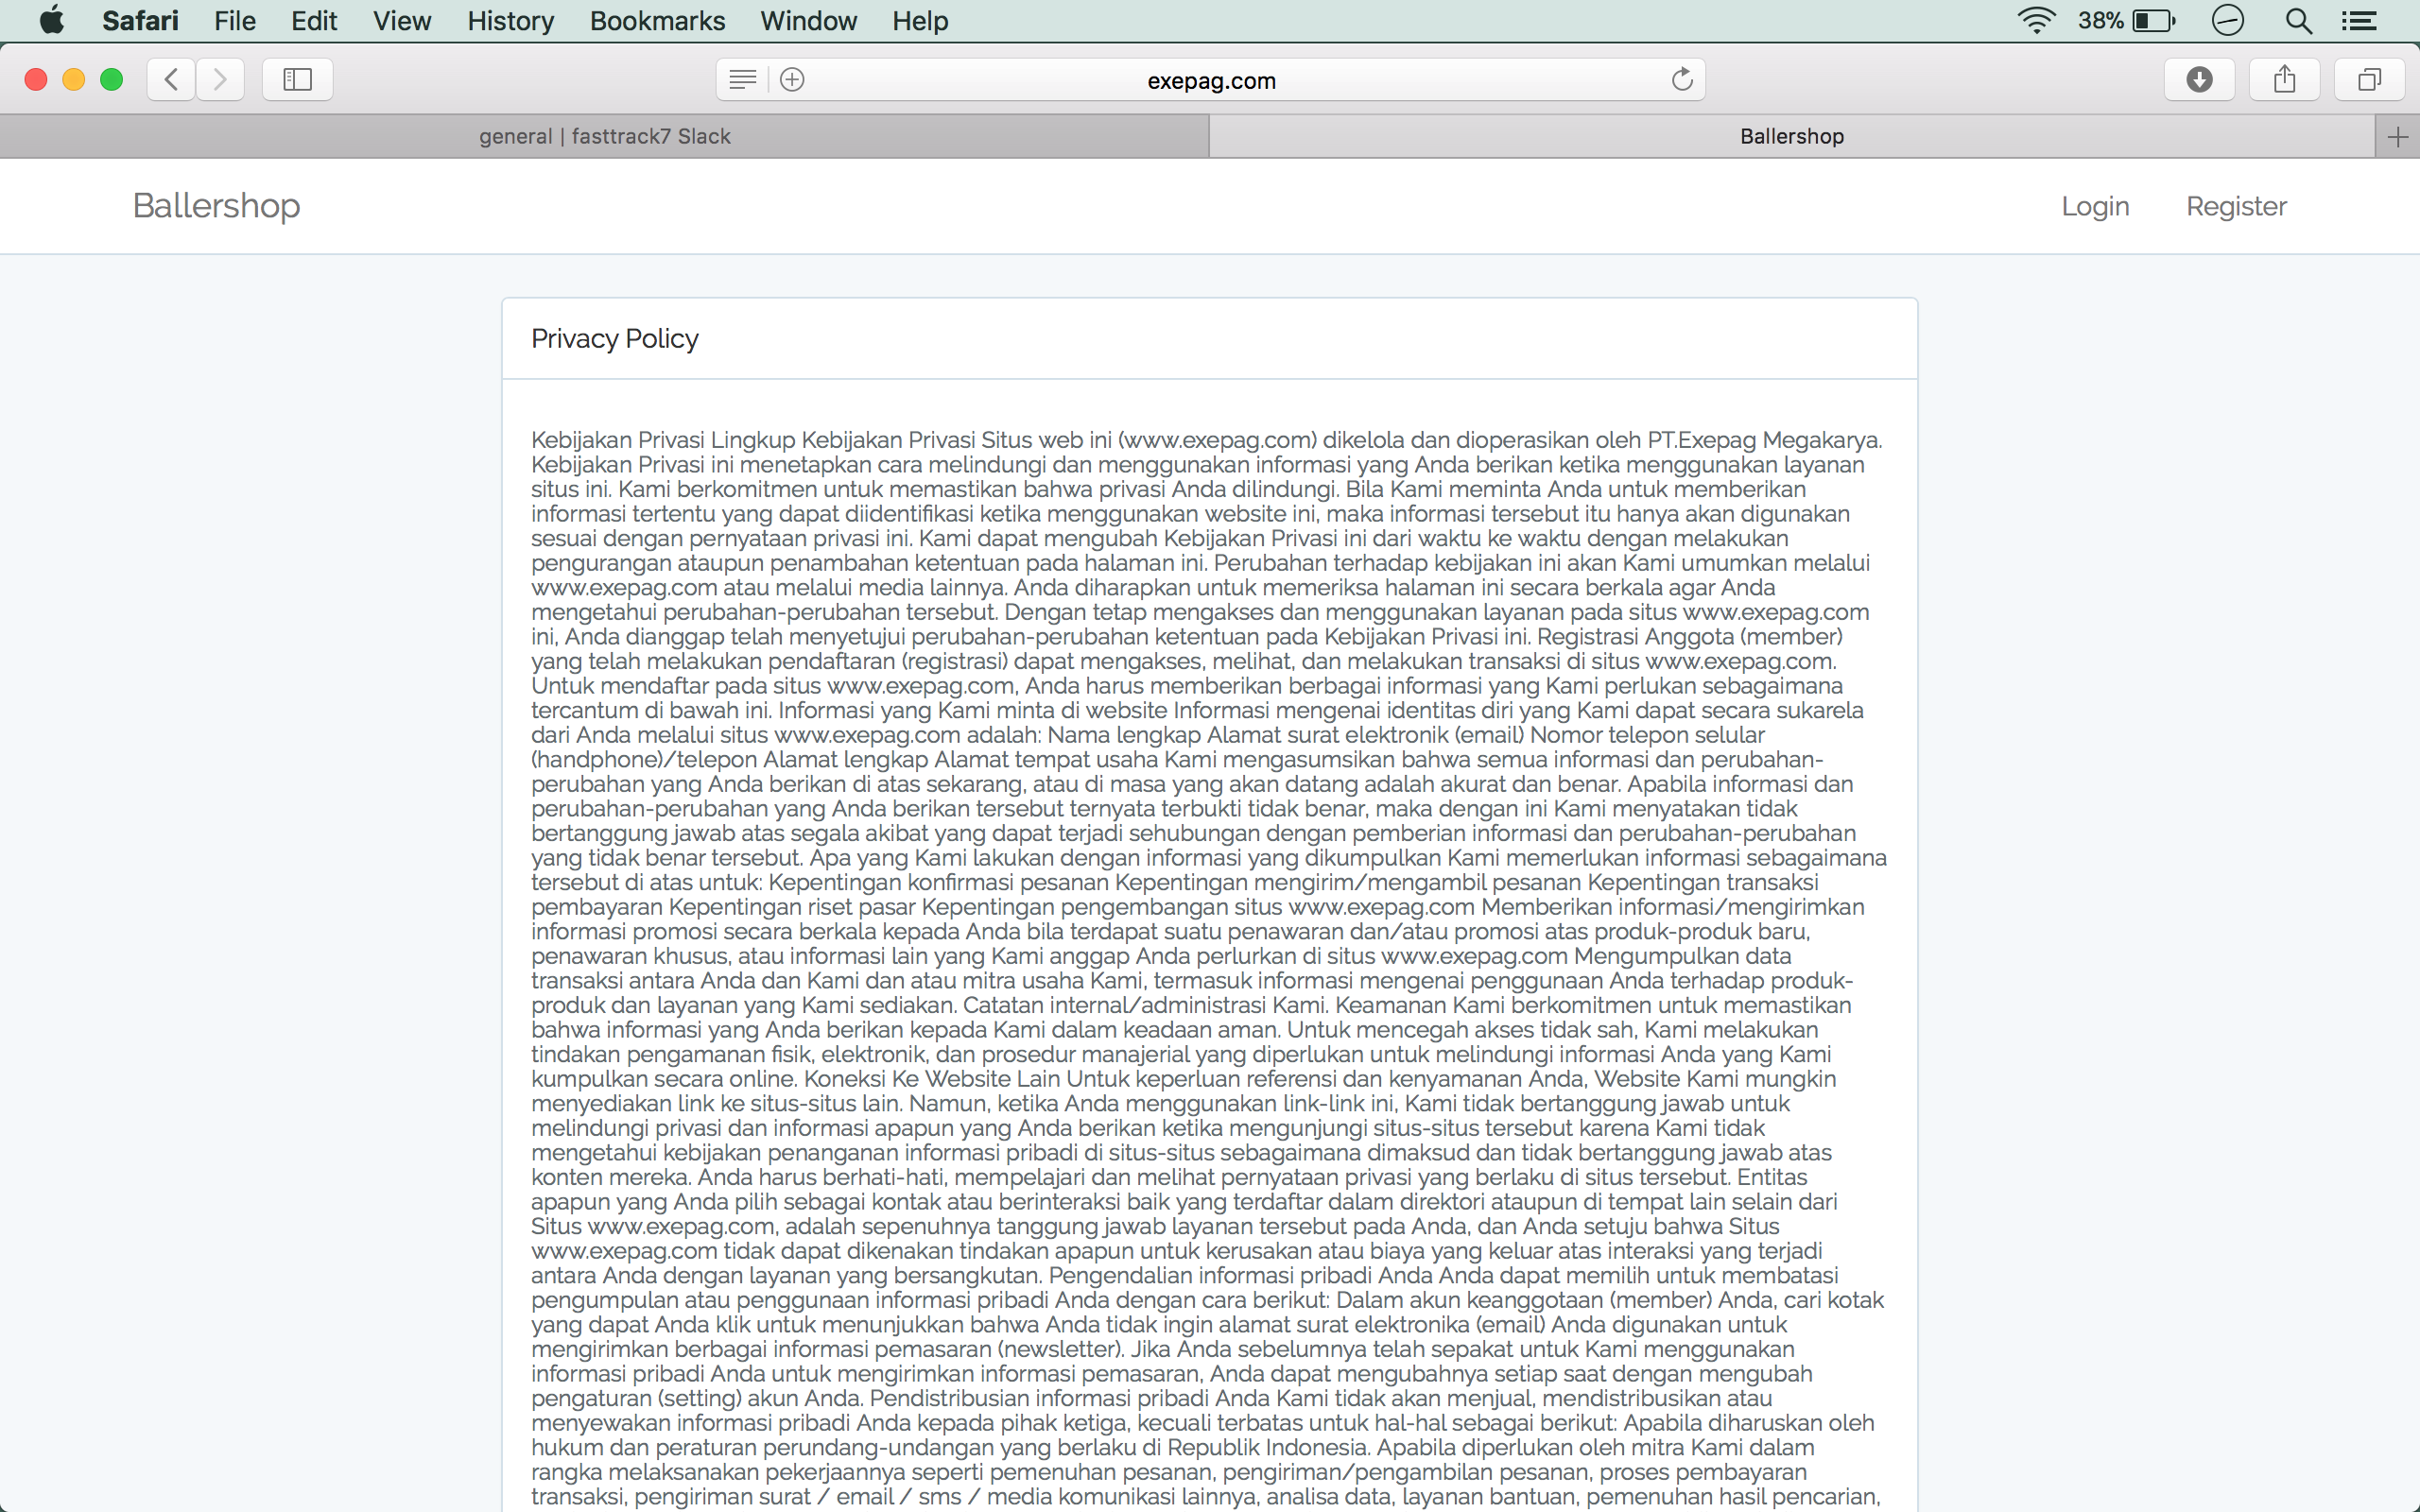 Safari File Edit View History Bookmarks Window Help 38%
exepag.com
general | fasttrack7 Slack Ballershop
Ballershop Login Register
Privacy Policy
Kebijakan Privasi Lingkup Kebijakan Privasi Situs web ini (www.exepag.com) dikelola dan dioperasikan oleh PT.Exepag Megakarya.
Kebijakan Privasi ini menetapkan cara melindungi dan menggunakan informasi yang Anda berikan ketika menggunakan layanan
situs ini. Kami berkomitmen untuk memastikan bahwa privasi Anda dilindungi. Bila Kami meminta Anda untuk memberikan
informasi tertentu yang dapat diidentifikasi ketika menggunakan website ini, maka informasi tersebut itu hanya akan digunakan
sesuai dengan pernyataan privasi ini. Kami dapat mengubah Kebijakan Privasi ini dari waktu ke waktu dengan melakukan
pengurangan ataupun penambahan ketentuan pada halaman ini. Perubahan terhadap kebijakan ini akan Kami umumkan melalui
www.exepag.com atau melalui media lainnya. Anda diharapkan untuk memeriksa halaman ini secara berkala agar Anda
mengetahui perubahan-perubahan tersebut. Dengan tetap mengakses dan menggunakan layanan pada situs www.exepag.com
ini, Anda dianggap telah menyetujui perubahan-perubahan ketentuan pada Kebijakan Privasi ini. Registrasi Anggota (member)
yang telah melakukan pendaftaran (registrasi) dapat mengakses, melihat, dan melakukan transaksi di situs www.exepag.com.
Untuk mendaftar pada situs www.exepag.com, Anda harus memberikan berbagai informasi yang Kami perlukan sebagaimana
tercantum di bawah ini. Informasi yang Kami minta di website Informasi mengenai identitas diri yang Kami dapat secara sukarela
dari Anda melalui situs www.exepag.com adalah: Nama lengkap Alamat surat elektronik (email) Nomor telepon selular
(handphone)/telepon Alamat lengkap Alamat tempat usaha Kami mengasumsikan bahwa semua informasi dan perubahan-
perubahan yang Anda berikan di atas sekarang, atau di masa yang akan datang adalah akurat dan benar. Apabila informasi dan
perubahan-perubahan yang Anda berikan tersebut ternyata terbukti tidak benar, maka dengan ini Kami menyatakan tidak
bertanggung jawab atas segala akibat yang dapat terjadi sehubungan dengan pemberian informasi dan perubahan-perubahan
yang tidak benar tersebut. Apa yang Kami lakukan dengan informasi yang dikumpulkan Kami memerlukan informasi sebagaimana
tersebut di atas untuk: Kepentingan konfirmasi pesanan Kepentingan mengirim/mengambil pesanan Kepentingan transaksi
pembayaran Kepentingan riset pasar Kepentingan pengembangan situs www.exepag.com Memberikan informasi/mengirimkan
informasi promosi secara berkala kepada Anda bila terdapat suatu penawaran dan/atau promosi atas produk-produk baru,
penawaran khusus, atau informasi lain yang Kami anggap Anda perlurkan di situs www.exepag.com Mengumpulkan data
transaksi antara Anda dan Kami dan atau mitra usaha Kami, termasuk informasi mengenai penggunaan Anda terhadap produk-
produk dan layanan yang Kami sediakan. Catatan internal/administrasi Kami. Keamanan Kami berkomitmen untuk memastikan
bahwa informasi yang Anda berikan kepada Kami dalam keadaan aman. Untuk mencegah akses tidak sah, Kami melakukan
tindakan pengamanan fisik, elektronik, dan prosedur manajerial yang diperlukan untuk melindungi informasi Anda yang Kami
kumpulkan secara online. Koneksi Ke Website Lain Untuk keperluan referensi dan kenyamanan Anda, Website Kami mungkin
menyediakan link ke situs-situs lain. Namun, ketika Anda menggunakan link-link ini, Kami tidak bertanggung jawab untuk
melindungi privasi dan informasi apapun yang Anda berikan ketika mengunjungi situs-situs tersebut karena Kami tidak
mengetahui kebijakan penanganan informasi pribadi di situs-situs sebagaimana dimaksud dan tidak bertanggung jawab atas
konten mereka. Anda harus berhati-hati, mempelajari dan melihat pernyataan privasi yang berlaku di situs tersebut. Entitas
apapun yang Anda pilih sebagai kontak atau berinteraksi baik yang terdaftar dalam direktori ataupun di tempat lain selain dari
Situs www.exepag.com, adalah sepenuhnya tanggung jawab layanan tersebut pada Anda, dan Anda setuju bahwa Situs
www.exepag.com tidak dapat dikenakan tindakan apapun untuk kerusakan atau biaya yang keluar atas interaksi yang terjadi
antara Anda dengan layanan yang bersangkutan. Pengendalian informasi pribadi Anda Anda dapat memilih untuk membatasi
pengumpulan atau penggunaan informasi pribadi Anda dengan cara berikut: Dalam akun keanggotaan (member) Anda, cari kotak
yang dapat Anda klik untuk menunjukkan bahwa Anda tidak ingin alamat surat elektronika (email) Anda digunakan untuk
mengirimkan berbagai informasi pemasaran (newsletter). Jika Anda sebelumnya telah sepakat untuk Kami menggunakan
informasi pribadi Anda untuk mengirimkan informasi pemasaran, Anda dapat mengubahnya setiap saat dengan mengubah
pengaturan (setting) akun Anda. Pendistribusian informasi pribadi Anda Kami tidak akan menjual, mendistribusikan atau
menyewakan informasi pribadi Anda kepada pihak ketiga, kecuali terbatas untuk hal-hal sebagai berikut: Apabila diharuskan oleh
hukum dan peraturan perundang-undangan yang berlaku di Republik Indonesia. Apabila diperlukan oleh mitra Kami dalam
rangka melaksanakan pekerjaannya seperti pemenuhan pesanan, pengiriman/pengambilan pesanan, proses pembayaran
transaksi, pengiriman surat / email / sms / media komunikasi lainnya, analisa data, layanan bantuan, pemenuhan hasil pencarian,